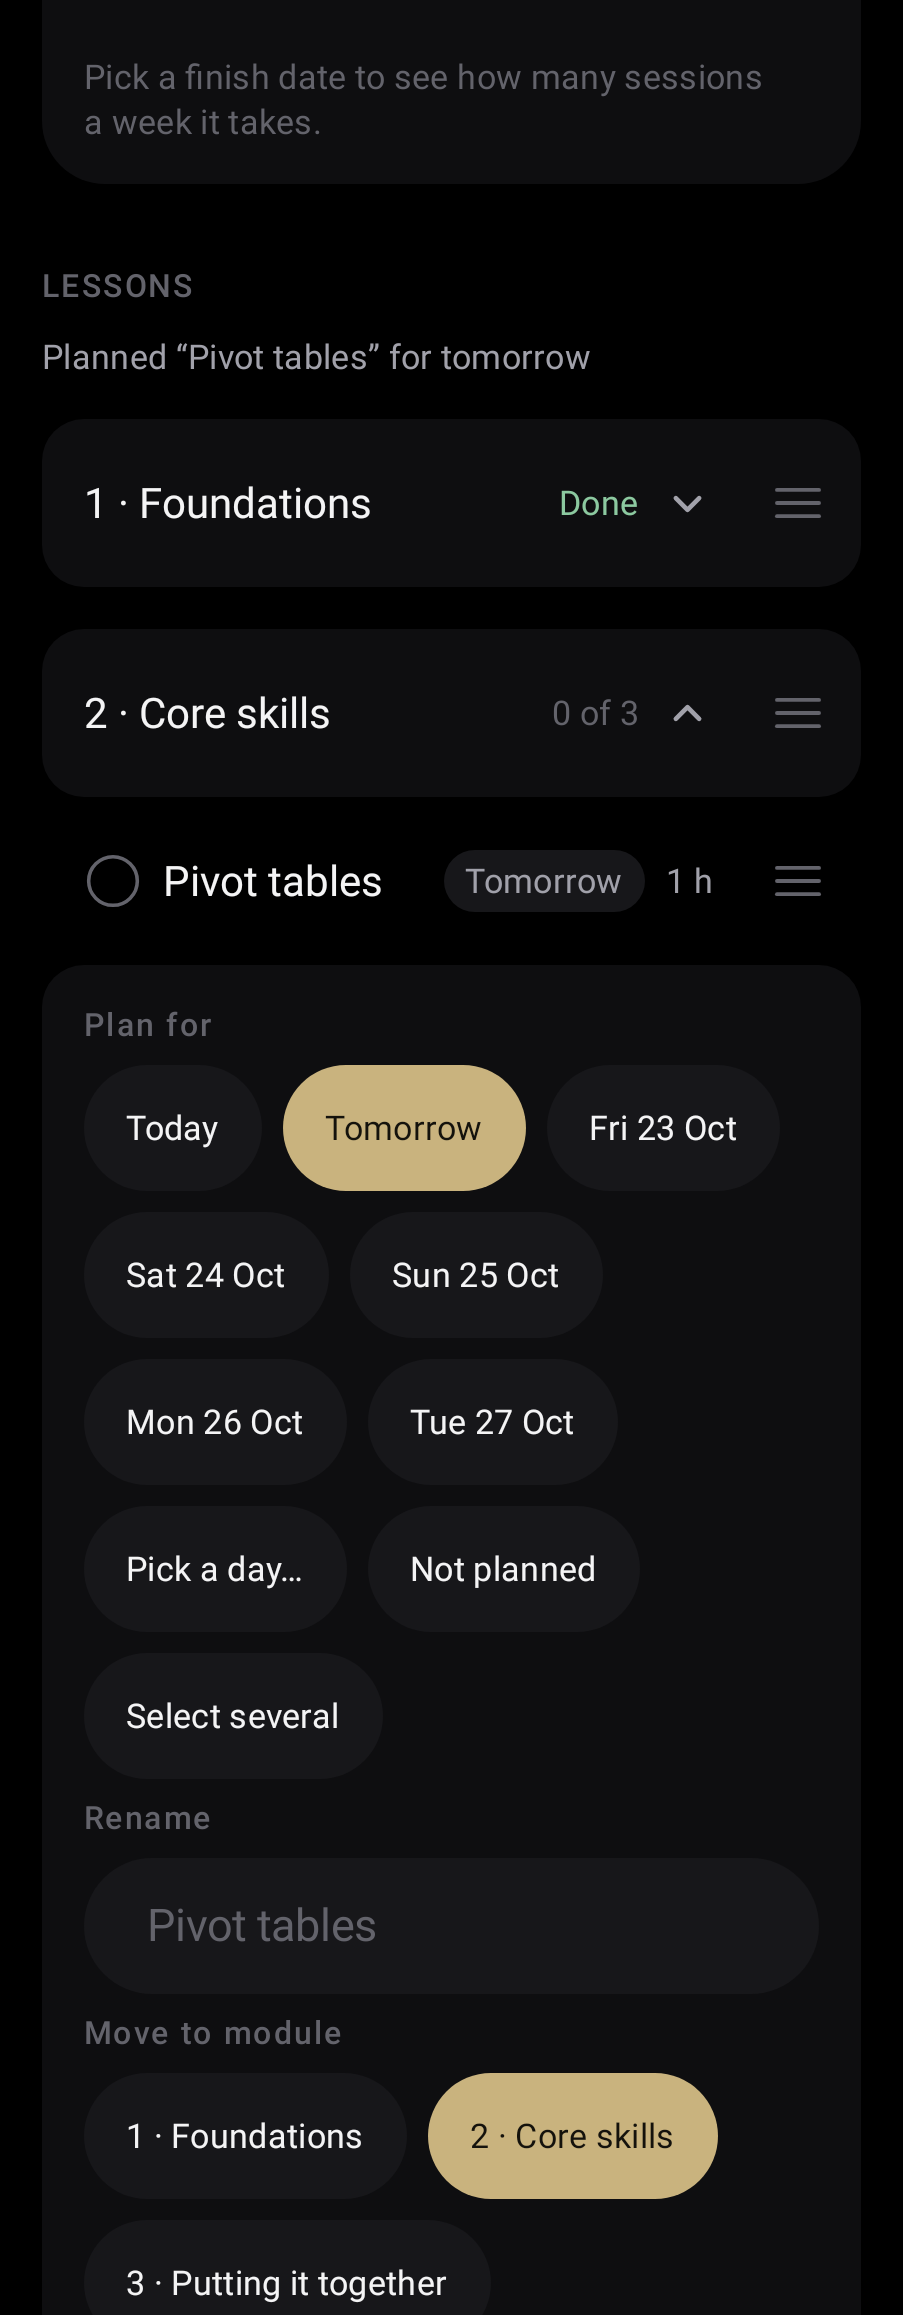 Pick a finish date to see how many sessions
a week it takes.
LESSONS
Planned “Pivot tables” for tomorrow
1 · Foundations Done
2 · Core skills 0 of 3
Pivot tables Tomorrow 1 h
Plan for
Today Tomorrow Fri 23 Oct
Sat 24 Oct Sun 25 Oct
Mon 26 Oct Tue 27 Oct
Pick a day… Not planned
Select several
Rename
Pivot tables
Move to module
1 · Foundations 2 · Core skills
3 · Putting it together